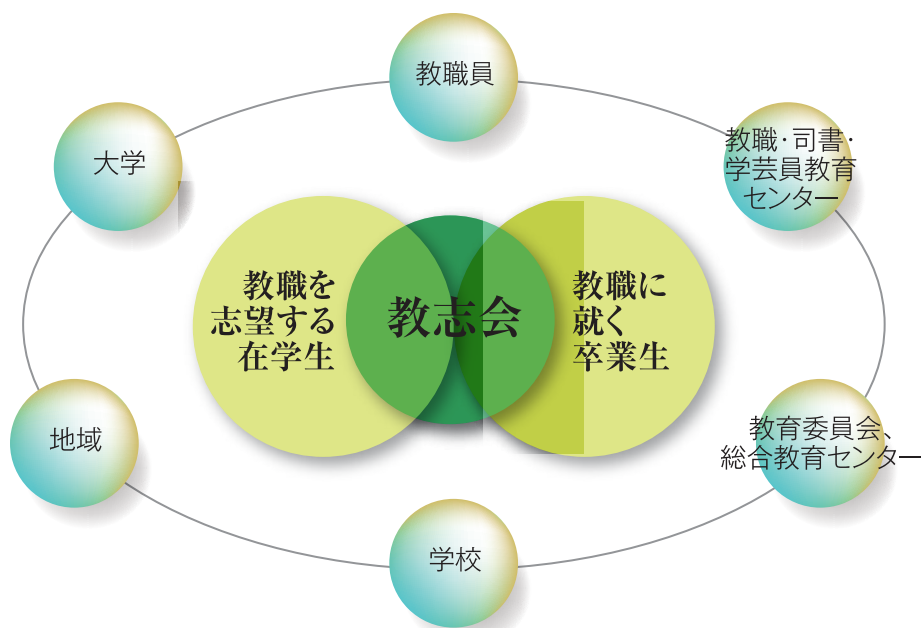 教職員
大学
教職・司書・
学芸員教育
センター
教職を
志望する
在学生
教志会
教職に
就く
卒業生
地域
教育委員会、
総合教育センター
学校